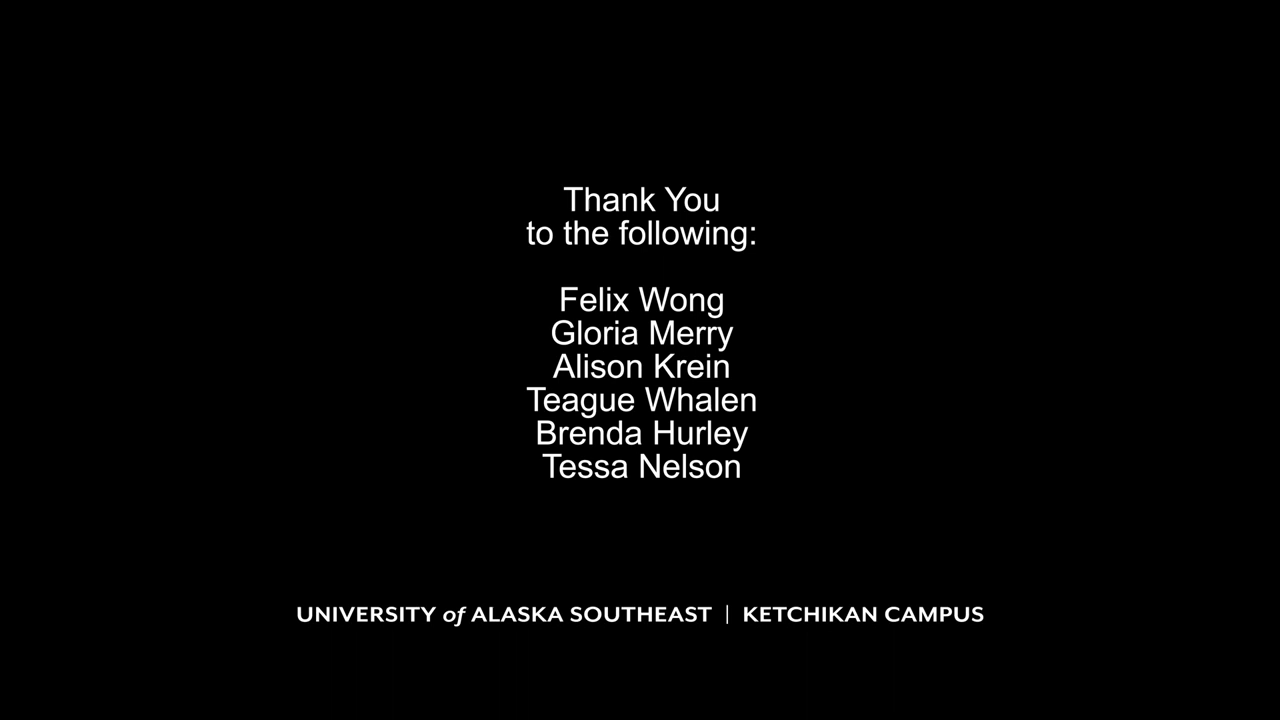 Thank You
to the following:
Felix Wong
Gloria Merry
Alison Krein
Teague Whalen
Brenda Hurley
Tessa Nelson
UNIVERSITY of ALASKA SOUTHEAST | KETCHIKAN CAMPUS